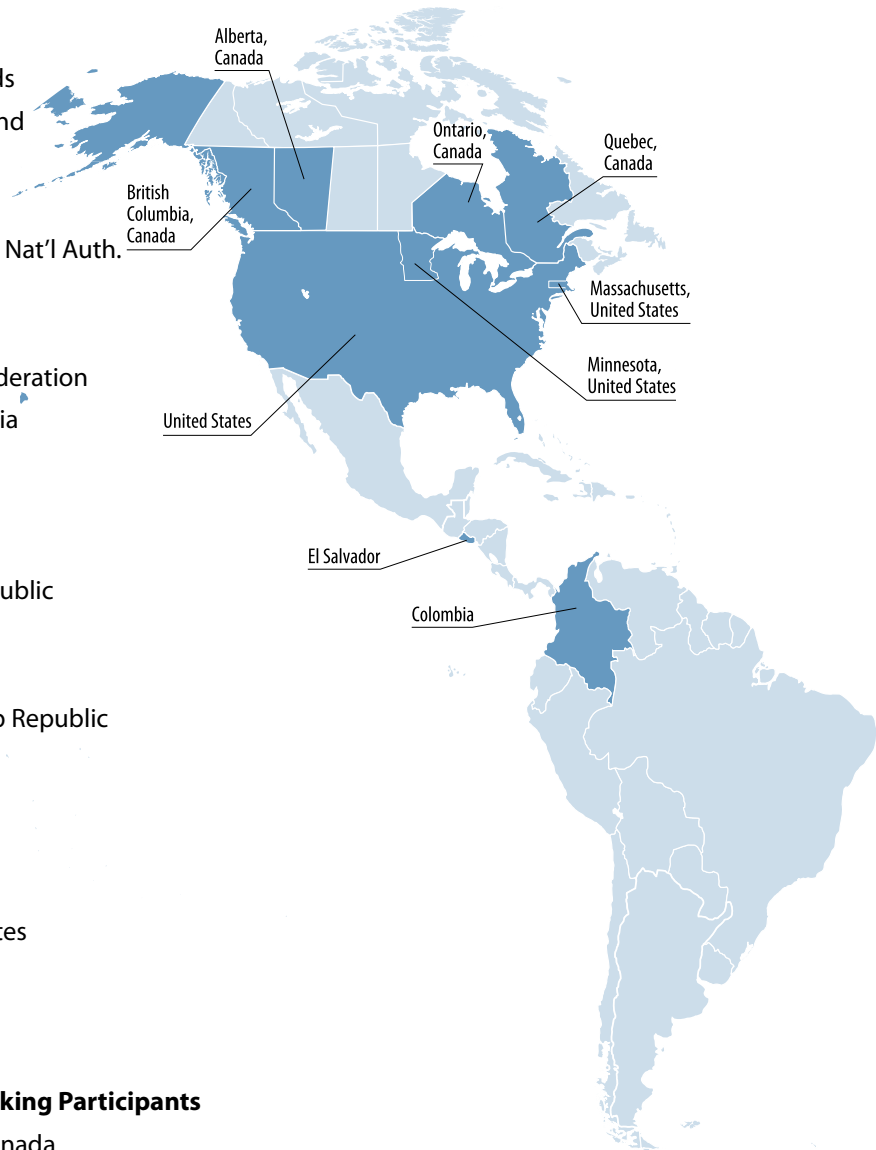 Alberta,
Canada
ds
nd
Ontario,
Canada
Quebec,
Canada
British
Columbia,
Canada
Nat’l Auth.
Massachusetts,
United States
Minnesota,
United States
deration
ia
United States
El Salvador
ublic
Colombia
Republic
tes
king Participants
nada